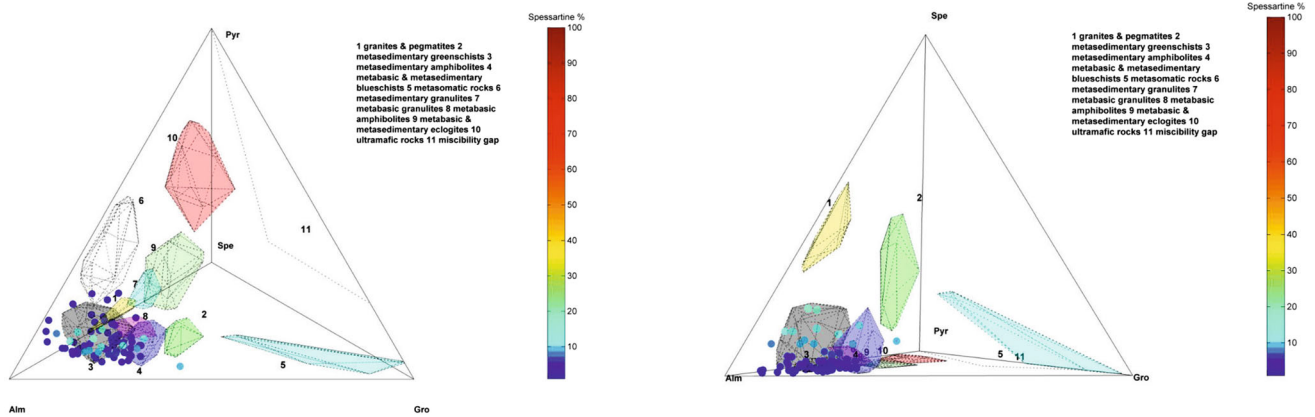 Spessartine %
100
90
80
70
60
50
40
30
20
10
Pyr
1 granites & pegmatites 2
metasedimentary greenschists 3
metasedimentary amphibolites 4
metabasic & metasedimentary
blueschists 5 metasomatic rocks 6
metasedimentary granulites 7
metabasic granulites 8 metabasic
amphibolites 9 metabasic &
metasedimentary eclogites 10
ultramafic rocks 11 miscibility gap
10
6
11
9
Spe
7
1
8
2
3
4
5
Alm
Gro
Spessartine %
100
90
80
70
60
50
40
30
20
10
Spe
1 granites & pegmatites 2
metasedimentary greenschists 3
metasedimentary amphibolites 4
metabasic & metasedimentary
blueschists 5 metasomatic rocks 6
metasedimentary granulites 7
metabasic granulites 8 metabasic
amphibolites 9 metabasic &
metasedimentary eclogites 10
ultramafic rocks 11 miscibility gap
1
2
Pyr
3
9
10
5
11
Alm
Gro